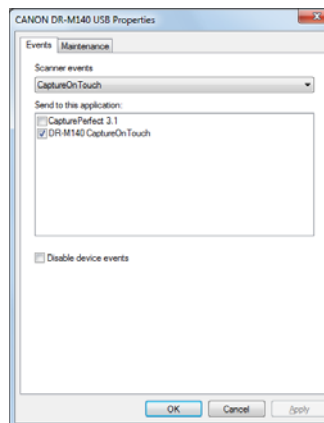 CANON DR-M140 USB Properties
Events
Maintenance
Scanner events
CaptureOnTouch
Send to this application:
CapturePerfect 3.1
DR-M140 CaptureOnTouch
Disable device events
OK
Cancel
Apply